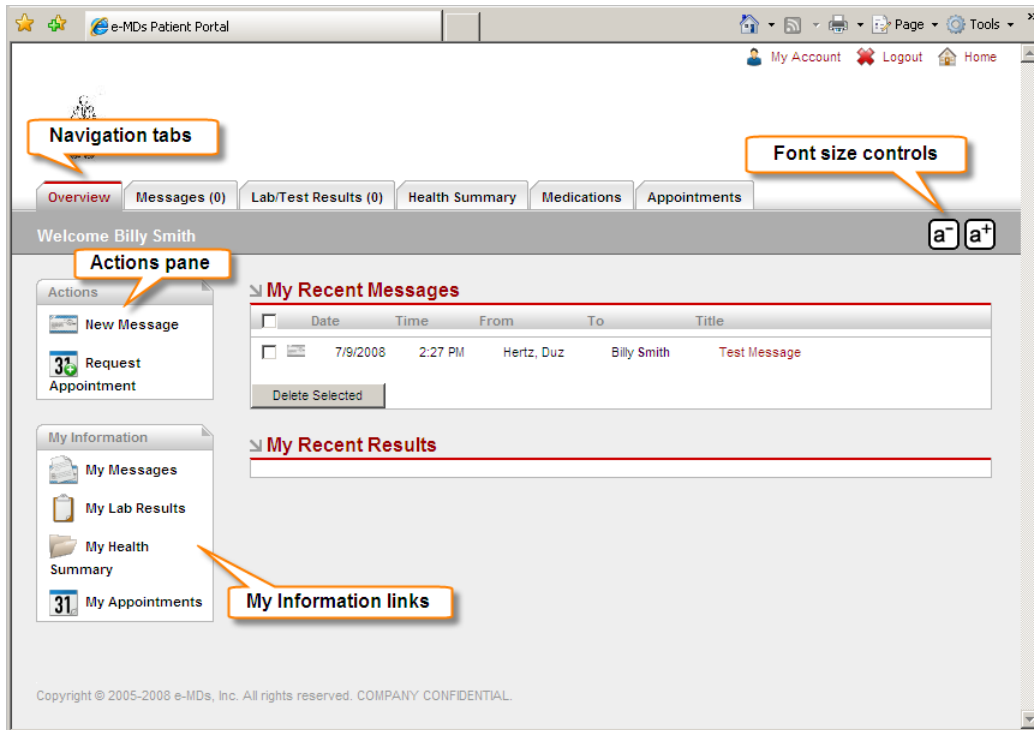 e-MDs Patient Portal
Page Tools »
My Account Logout Home
Navigation tabs
Font size controls
Overview Messages (0) Lab/Test Results (0) Health Summary Medications Appointments
Welcome Billy Smith
a- a+
Actions pane
Actions
New Message
31 Request
Appointment
My Recent Messages
Date Time From To Title
7/9/2008 2:27 PM Hertz, Duz Billy Smith Test Message
Delete Selected
My Information
My Messages
My Lab Results
My Health
Summary
31 My Appointments
My Recent Results
My Information links
Copyright © 2005-2008 e-MDs, Inc. All rights reserved. COMPANY CONFIDENTIAL.